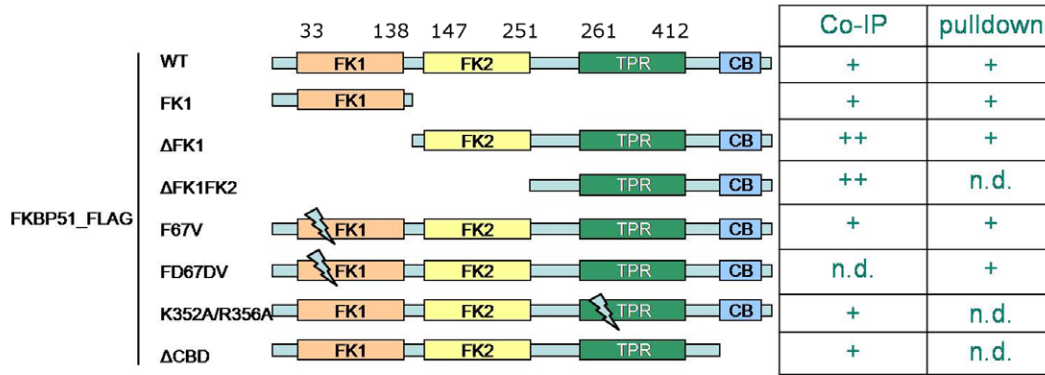 Co-IP pulldown
33 138 147 251 261 412
WT FK1 FK2 TPR CB + +
FK1 FK1 + +
ΔFK1 FK2 TPR CB ++ +
ΔFK1FK2 TPR CB ++ n.d.
FKBP51_FLAG
F67V FK1 FK2 TPR CB + +
FD67DV FK1 FK2 TPR CB n.d. +
K352A/R356A FK1 FK2 TPR CB + n.d.
ΔCBD FK1 FK2 TPR + n.d.